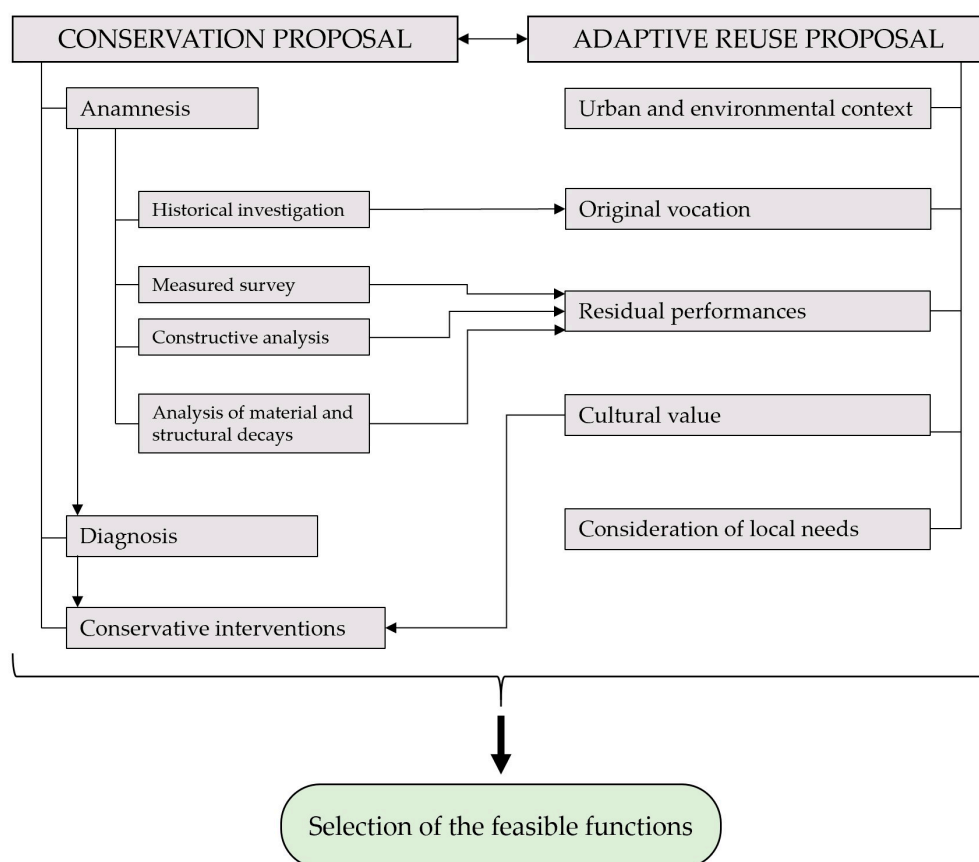 CONSERVATION PROPOSAL
ADAPTIVE REUSE PROPOSAL
Anamnesis
Historical investigation
Measured survey
Constructive analysis
Analysis of material and
structural decays
Diagnosis
Conservative interventions
Urban and environmental context
Original vocation
Residual performances
Cultural value
Consideration of local needs
Selection of the feasible functions